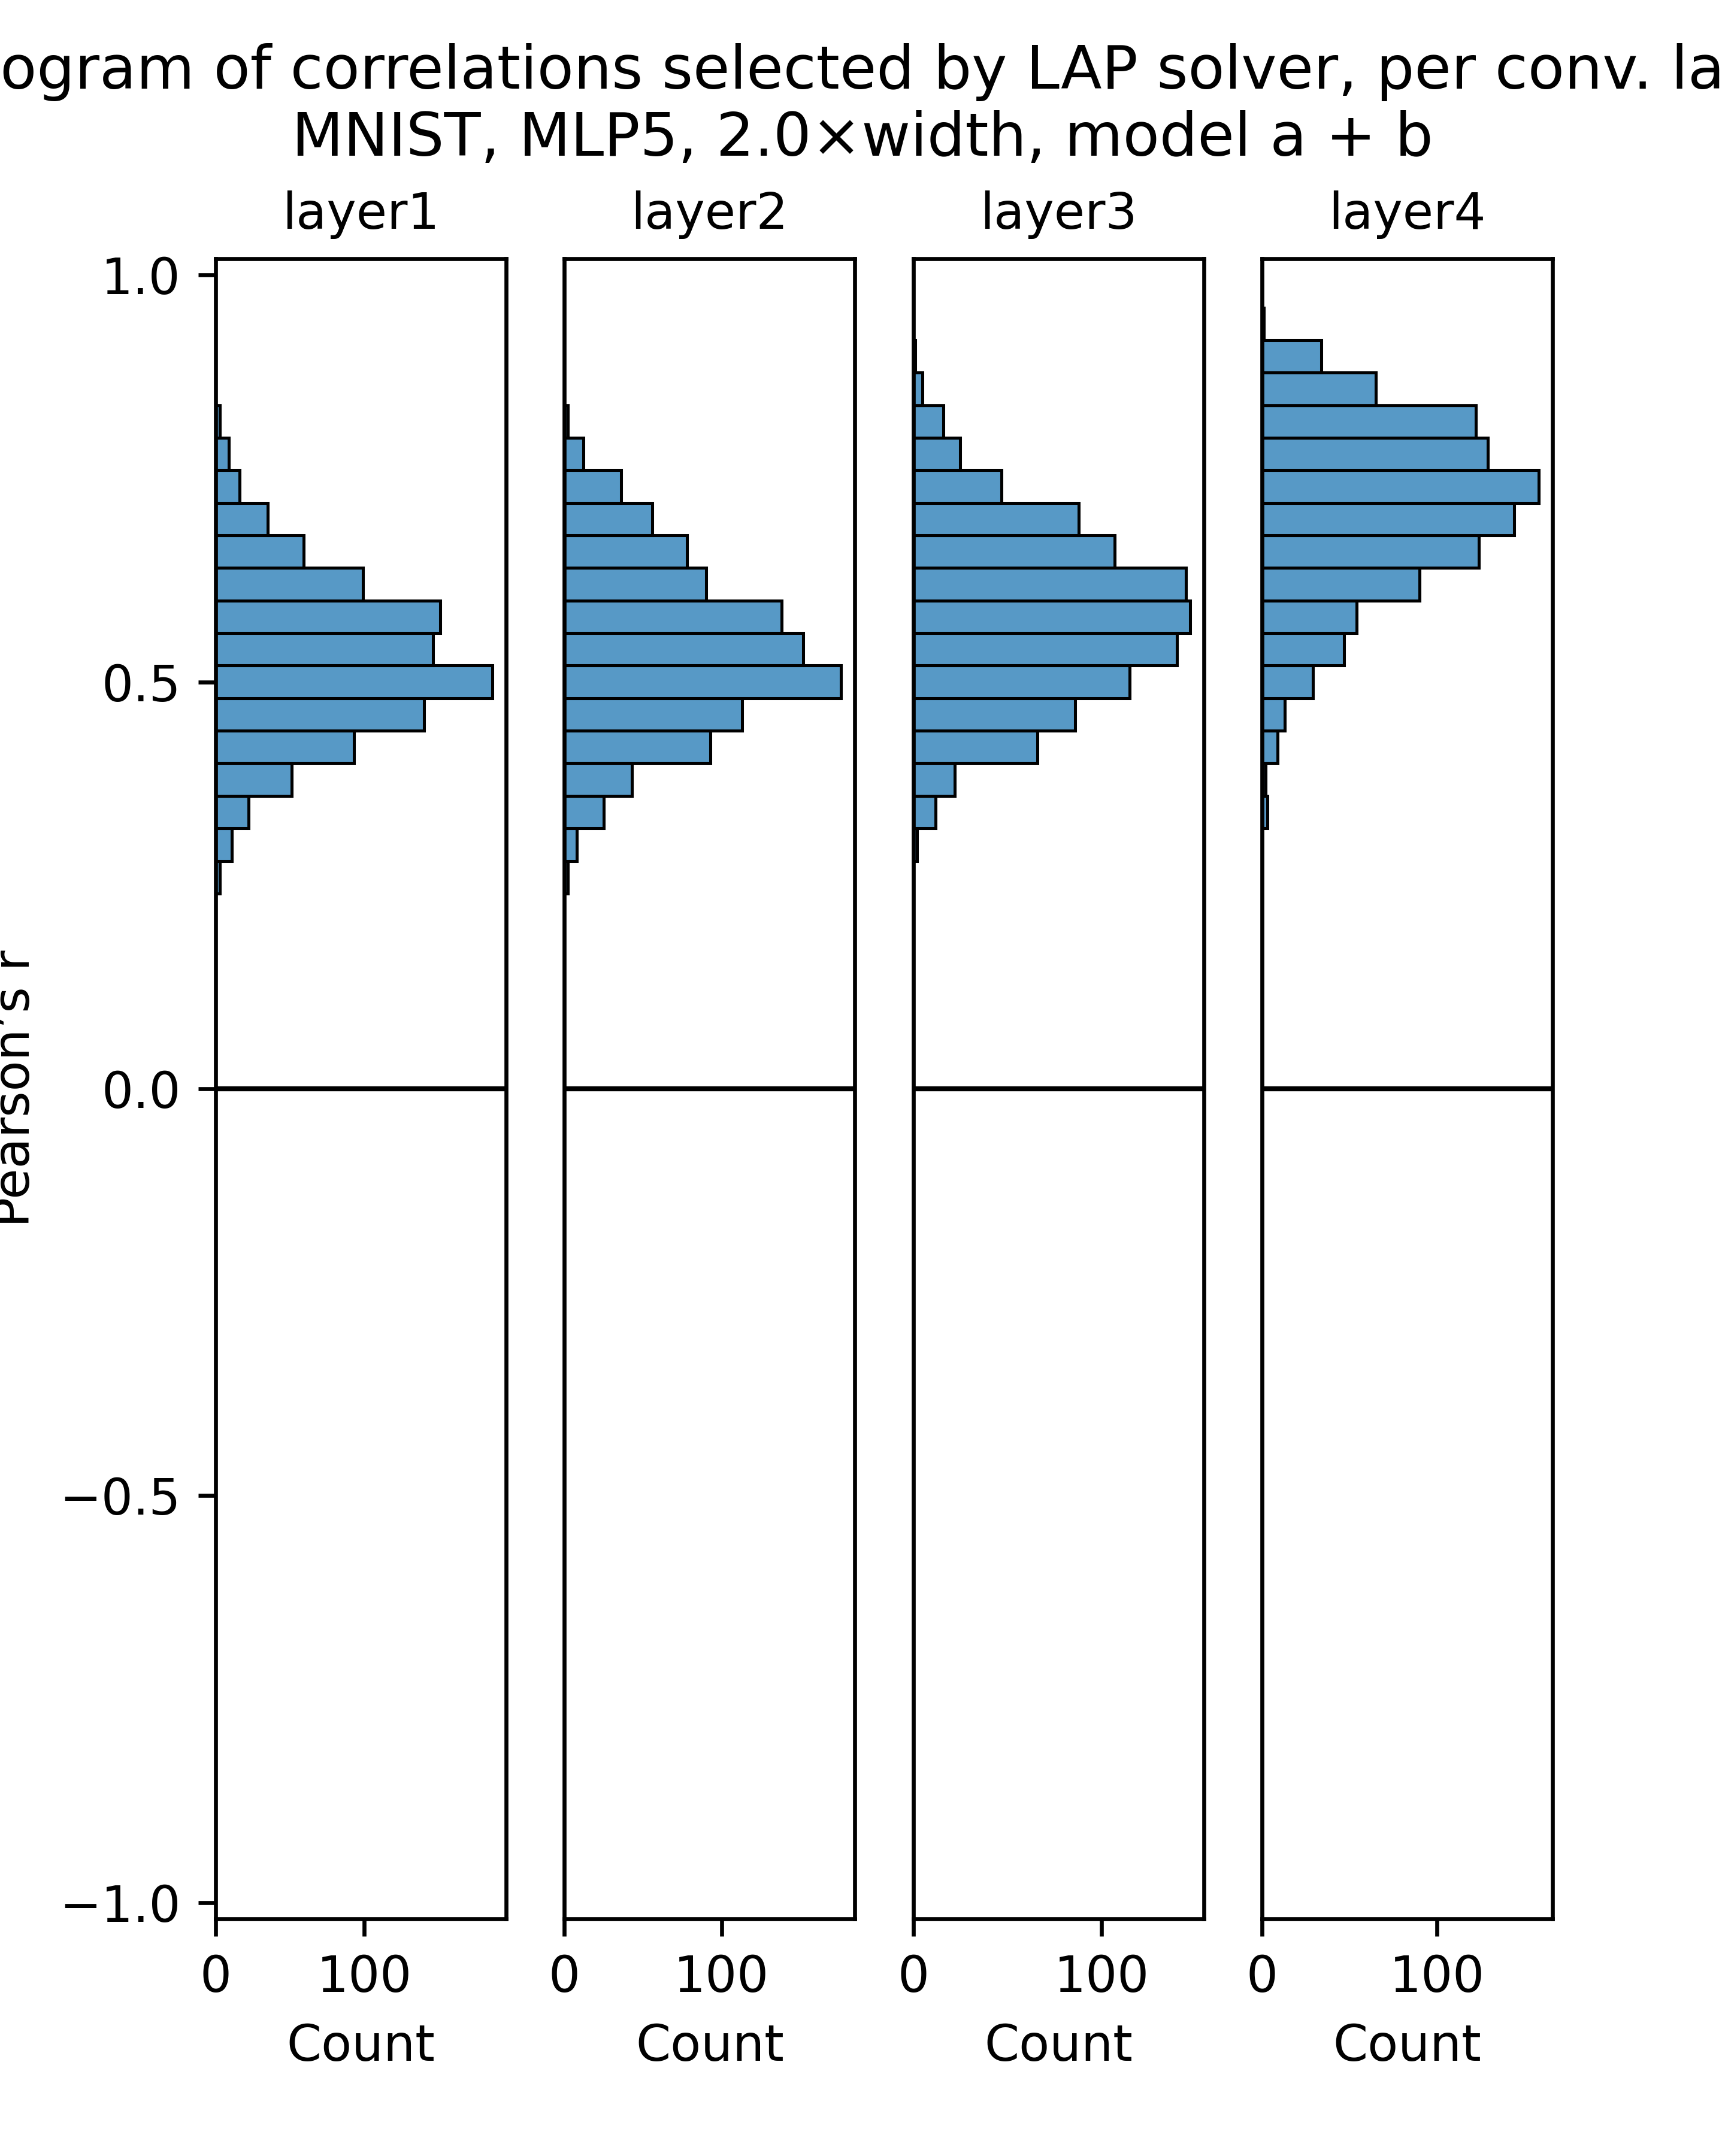 ogram of correlations selected by LAP solver, per conv. la
MNIST, MLP5, 2.0×width, model a + b
layer1 layer2 layer3 layer4
1.0
0.5
0.0
−0.5
−1.0
Pearson's r
0 100 0 100 0 100 0 100
Count Count Count Count